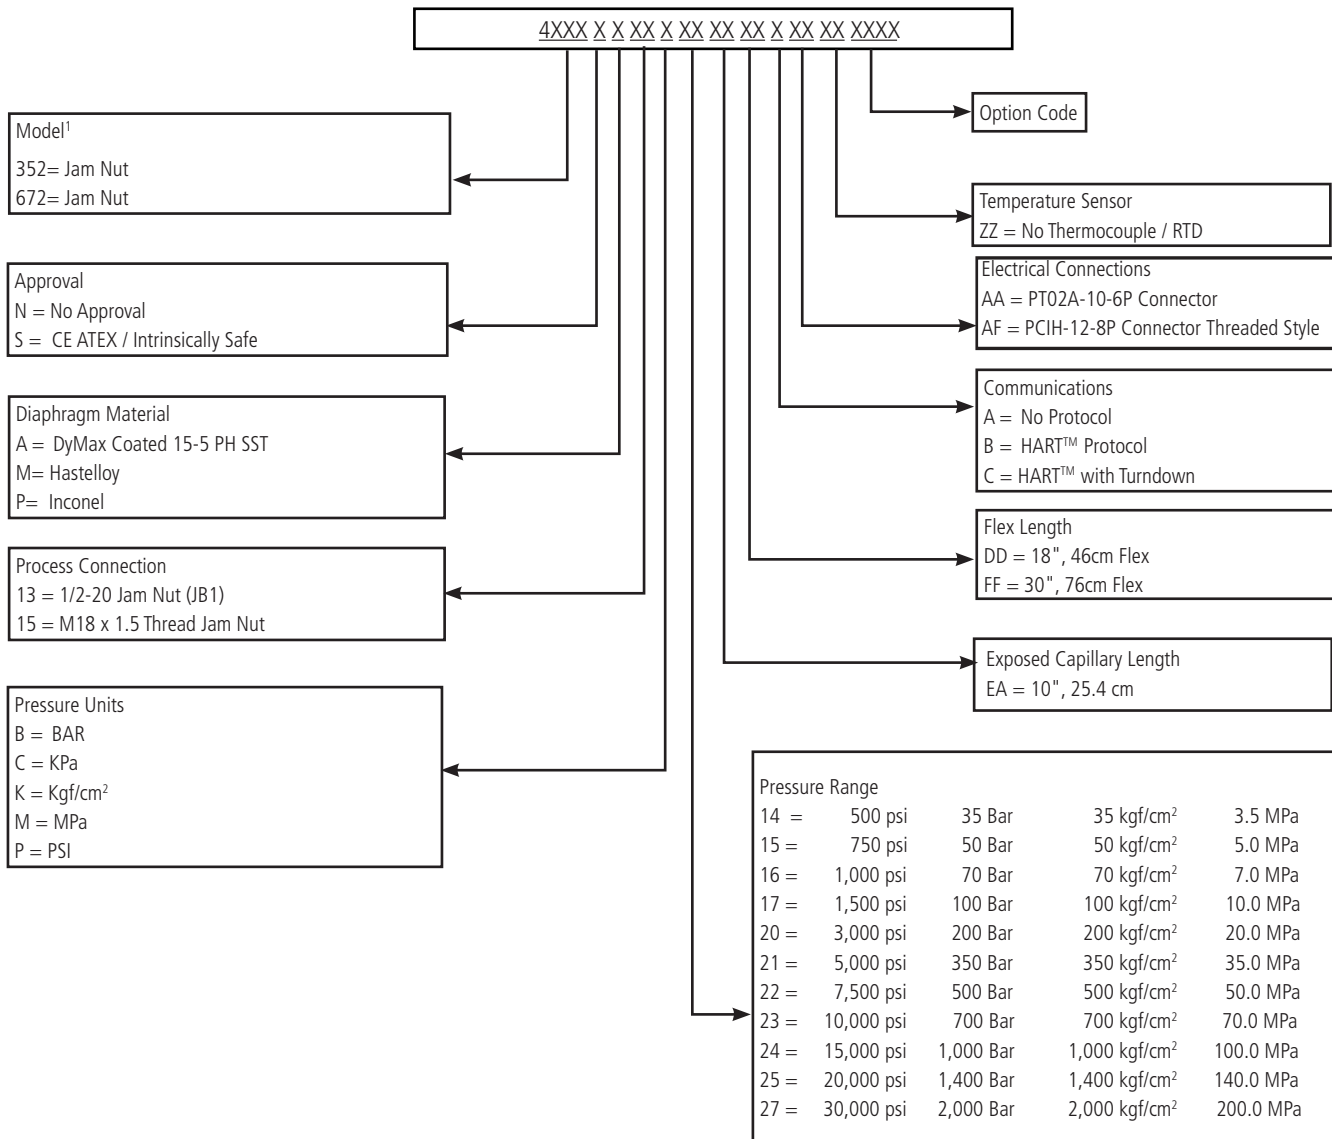 4XXX X X XX X XX XX XX X XX XX XXXX
Model¹
352= Jam Nut
672= Jam Nut
Approval
N = No Approval
S = CE ATEX / Intrinsically Safe
Diaphragm Material
A = DyMax Coated 15-5 PH SST
M= Hastelloy
P= Inconel
Process Connection
13 = 1/2-20 Jam Nut (JB1)
15 = M18 x 1.5 Thread Jam Nut
Pressure Units
B = BAR
C = KPa
K = Kgf/cm²
M = MPa
P = PSI
Option Code
Temperature Sensor
ZZ = No Thermocouple / RTD
Electrical Connections
AA = PT02A-10-6P Connector
AF = PCIH-12-8P Connector Threaded Style
Communications
A = No Protocol
B = HART™ Protocol
C = HART™ with Turndown
Flex Length
DD = 18", 46cm Flex
FF = 30", 76cm Flex
Exposed Capillary Length
EA = 10", 25.4 cm
Pressure Range
14 = 500 psi 35 Bar 35 kgf/cm² 3.5 MPa
15 = 750 psi 50 Bar 50 kgf/cm² 5.0 MPa
16 = 1,000 psi 70 Bar 70 kgf/cm² 7.0 MPa
17 = 1,500 psi 100 Bar 100 kgf/cm² 10.0 MPa
20 = 3,000 psi 200 Bar 200 kgf/cm² 20.0 MPa
21 = 5,000 psi 350 Bar 350 kgf/cm² 35.0 MPa
22 = 7,500 psi 500 Bar 500 kgf/cm² 50.0 MPa
23 = 10,000 psi 700 Bar 700 kgf/cm² 70.0 MPa
24 = 15,000 psi 1,000 Bar 1,000 kgf/cm² 100.0 MPa
25 = 20,000 psi 1,400 Bar 1,400 kgf/cm² 140.0 MPa
27 = 30,000 psi 2,000 Bar 2,000 kgf/cm² 200.0 MPa